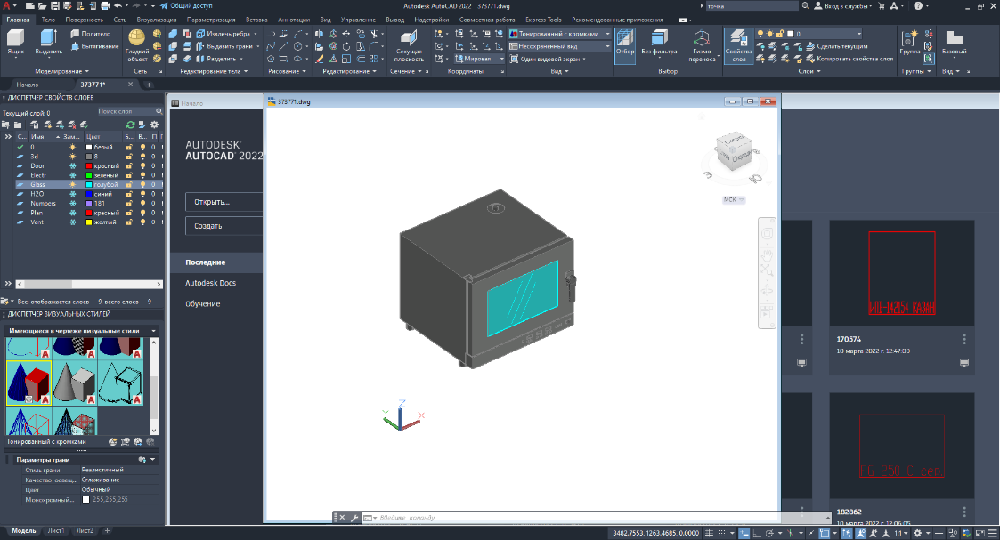 Общий доступ
Autodesk AutoCAD 2022 373771.dwg
точка
Вход в службы
Главная Тело Поверхность Сеть Визуализация Параметризация Вставка Аннотации Вид Управление Вывод Надстройки Совместная работа Express Tools Рекомендованные приложения
Ящик
Выдавить
Политело
Вытягивание
Гладкий объект
Извлечь ребра
Выдавить грани
Разделить
Секущая плоскость
Мировая
Тонированный с кромками
Несохраненный вид
Один видовой экран
Отбор
Без фильтра
Гизмо переноса
Свойства слоя
0
Сделать текущим
Копировать свойства слоя
Группа
Базовый
Моделирование
Сеть
Редактирование тела
Рисование
Редактирование
Сечение
Координаты
Вид
Выбор
Слои
Группы
Вид
Начало
373771*
ДИСПЕТЧЕР СВОЙСТВ СЛОЕВ
Текущий слой: 0
Поиск слоя
С... Имя Зам... Цвет Б... В... П
0 белый 0
3d 8 0
Door красный 0
Electr зеленый 0
Glass голубой 0
H2O синий 0
Numbers 181 0
Plan красный 0
Vent желтый 0
Все: отображается слоев — 9, всего слоев — 9
ДИСПЕТЧЕР ВИЗУАЛЬНЫХ СТИЛЕЙ
Имеющиеся в чертеже визуальные стили
Тонированный с кромками
Параметры грани
Стиль грани Реалистичный
Качество освещ... Сглаживание
Цвет Обычный
Монохромный... 255,255,255
Модель Лист1 Лист2
Начало
AUTODESK®
AUTOCAD® 2022
Открыть...
Создать
Последние
Autodesk Docs
Обучение
373771.dwg
МСК
Z
Y
X
Введите команду
ИПП-142154 КАЗАН
170574
10 марта 2022 г. 12:47:00
182862
10 марта 2022 г. 12:06:05
3482.7553, 1263.4685, 0.0000
1:1